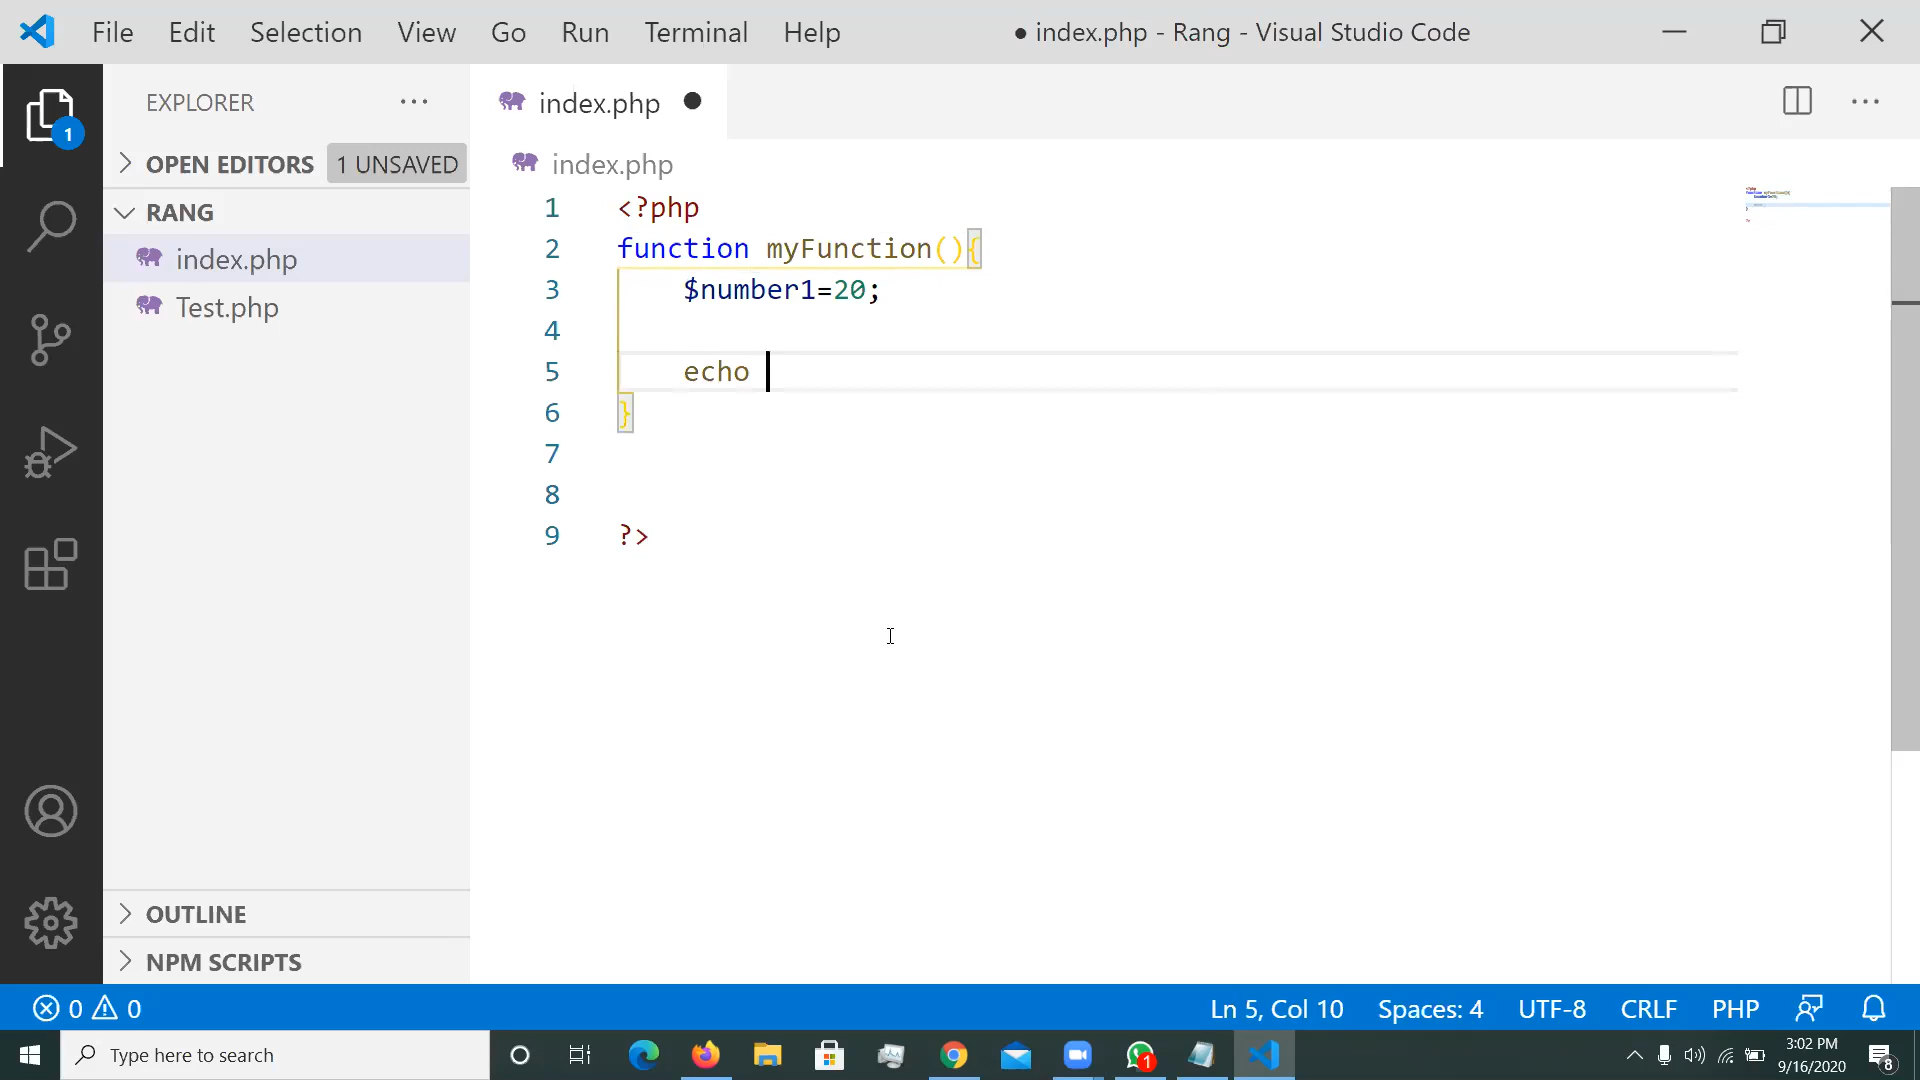 File Edit Selection View Go Run Terminal Help ● index.php - Rang - Visual Studio Code
EXPLORER
index.php
1
OPEN EDITORS 1 UNSAVED
index.php
RANG
index.php
Test.php
1 <?php
2 function myFunction(){
3 $number1=20;
4
5 echo
6 }
7
8
9 ?>
OUTLINE
NPM SCRIPTS
0 0 Ln 5, Col 10 Spaces: 4 UTF-8 CRLF PHP
Type here to search
1
3:02 PM
9/16/2020
8